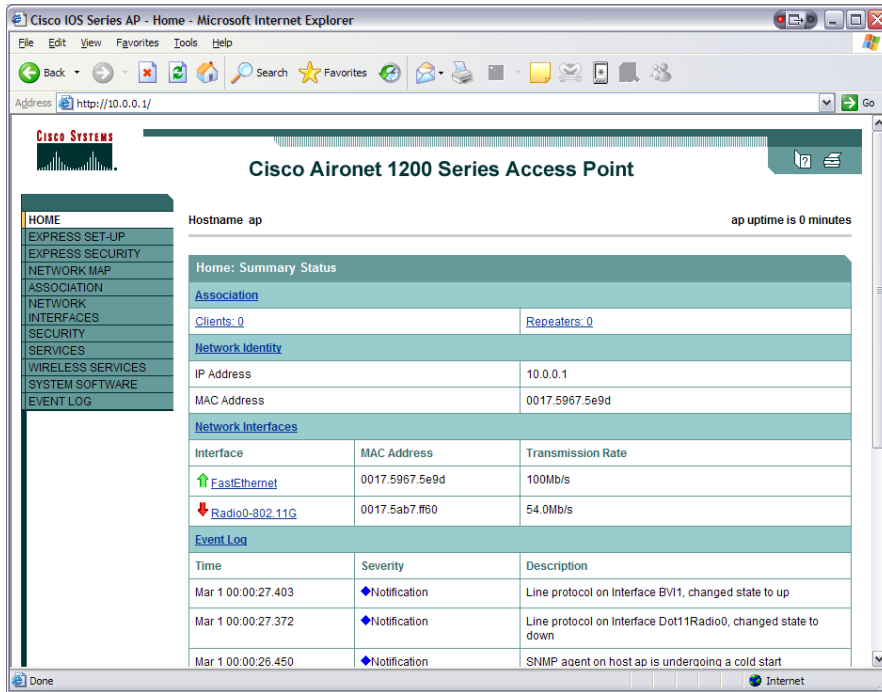 Cisco IOS Series AP - Home - Microsoft Internet Explorer
File Edit View Favorites Tools Help
Back Search Favorites
Address http://10.0.0.1/ Go
CISCO SYSTEMS
Cisco Aironet 1200 Series Access Point
HOME
EXPRESS SET-UP
EXPRESS SECURITY
NETWORK MAP
ASSOCIATION
NETWORK
INTERFACES
SECURITY
SERVICES
WIRELESS SERVICES
SYSTEM SOFTWARE
EVENT LOG
Hostname ap ap uptime is 0 minutes
Home: Summary Status
Association
Clients: 0 Repeaters: 0
Network Identity
IP Address 10.0.0.1
MAC Address 0017.5967.5e9d
Network Interfaces
Interface MAC Address Transmission Rate
FastEthernet 0017.5967.5e9d 100Mb/s
Radio0-802.11G 0017.5ab7.ff60 54.0Mb/s
Event Log
Time Severity Description
Mar 1 00:00:27.403 Notification Line protocol on Interface BVI1, changed state to up
Mar 1 00:00:27.372 Notification Line protocol on Interface Dot11Radio0, changed state to
down
Mar 1 00:00:26.450 Notification SNMP agent on host ap is undergoing a cold start
Done Internet